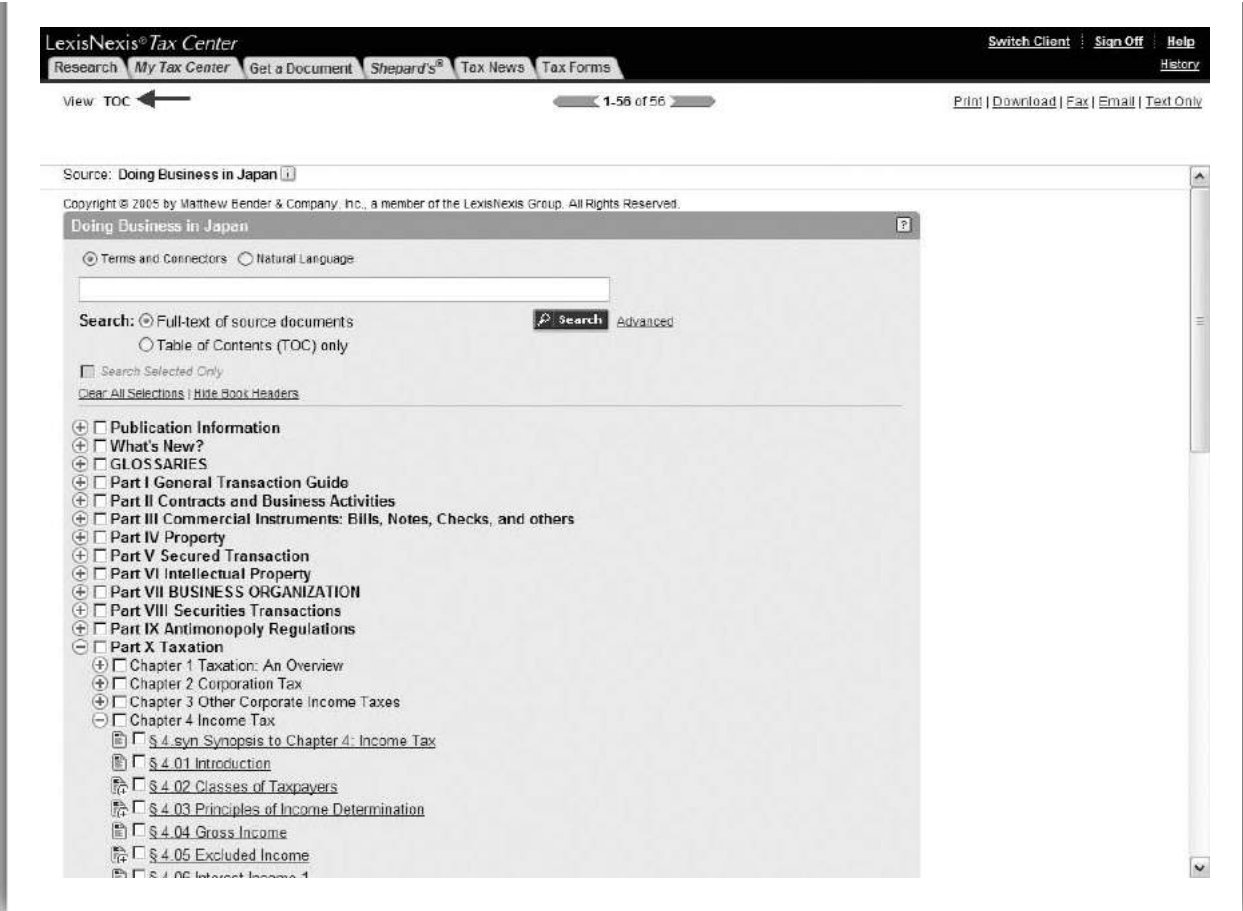 LexisNexis® Tax Center
Switch Client Sign Off Help
Research My Tax Center Get a Document Shepard's® Tax News Tax Forms
History
View: TOC
1-56 of 56
Print | Download | Fax | Email | Text Only
Source: Doing Business in Japan i
Copyright © 2005 by Matthew Bender & Company, Inc., a member of the LexisNexis Group. All Rights Reserved.
Doing Business in Japan ?
Terms and Connectors Natural Language
Search: Full-text of source documents
Search Advanced
Table of Contents (TOC) only
Search Selected Only
Clear All Selections | Hide Book Headers
Publication Information
What's New?
GLOSSARIES
Part I General Transaction Guide
Part II Contracts and Business Activities
Part III Commercial Instruments: Bills, Notes, Checks, and others
Part IV Property
Part V Secured Transaction
Part VI Intellectual Property
Part VII BUSINESS ORGANIZATION
Part VIII Securities Transactions
Part IX Antimonopoly Regulations
Part X Taxation
Chapter 1 Taxation: An Overview
Chapter 2 Corporation Tax
Chapter 3 Other Corporate Income Taxes
Chapter 4 Income Tax
§ 4.syn Synopsis to Chapter 4: Income Tax
§ 4.01 Introduction
§ 4.02 Classes of Taxpayers
§ 4.03 Principles of Income Determination
§ 4.04 Gross Income
§ 4.05 Excluded Income
§ 4.06 Interest Income